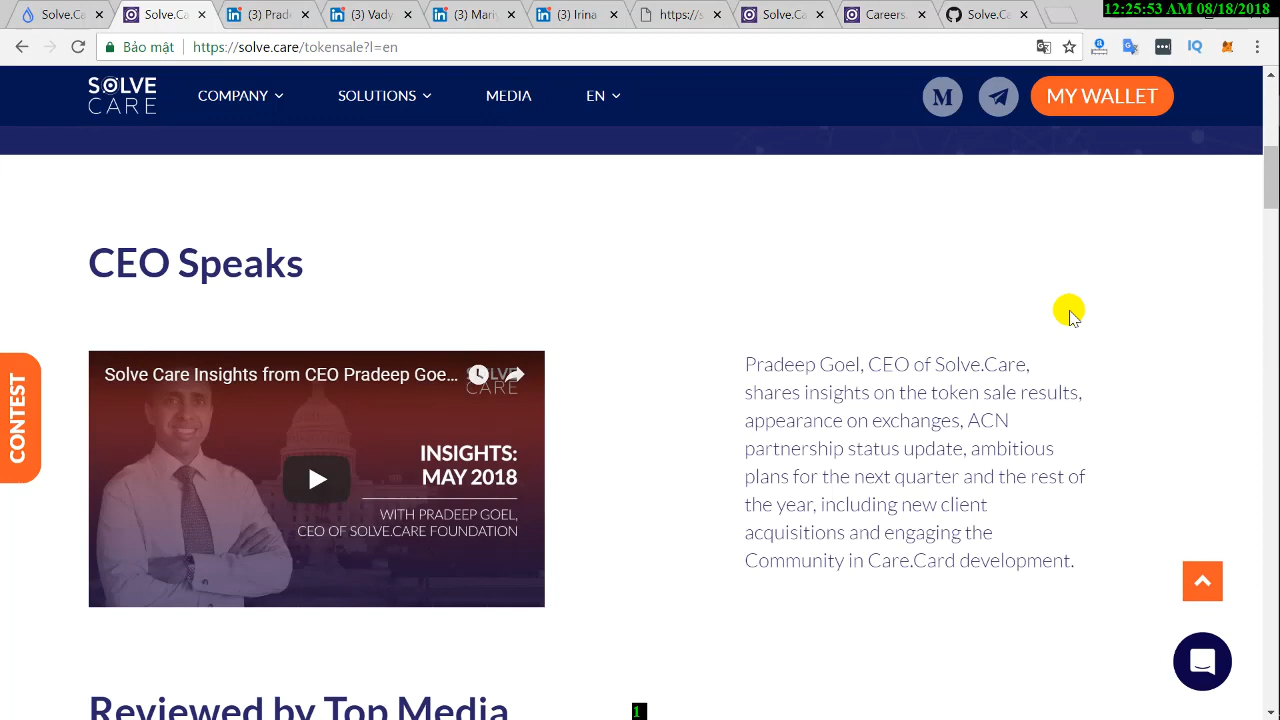 12:25:53 AM 08/18/2018
Solve.Ca
Solve.Ca
(3) Prade
(3) Vady
(3) Mari
(3) Irina
https://s
Solve.Ca
Careers.
Solve.Ca
Bảo mật
https://solve.care/tokensale?l=en
SOLVE
CARE
COMPANY
SOLUTIONS
MEDIA
EN
M
MY WALLET
CEO Speaks
CONTEST
Solve Care Insights from CEO Pradeep Goe...
SOLVE
CARE
INSIGHTS:
MAY 2018
WITH PRADEEP GOEL,
CEO OF SOLVE.CARE FOUNDATION
Pradeep Goel, CEO of Solve.Care,
shares insights on the token sale results,
appearance on exchanges, ACN
partnership status update, ambitious
plans for the next quarter and the rest of
the year, including new client
acquisitions and engaging the
Community in Care.Card development.
Reviewed by Top Media
1